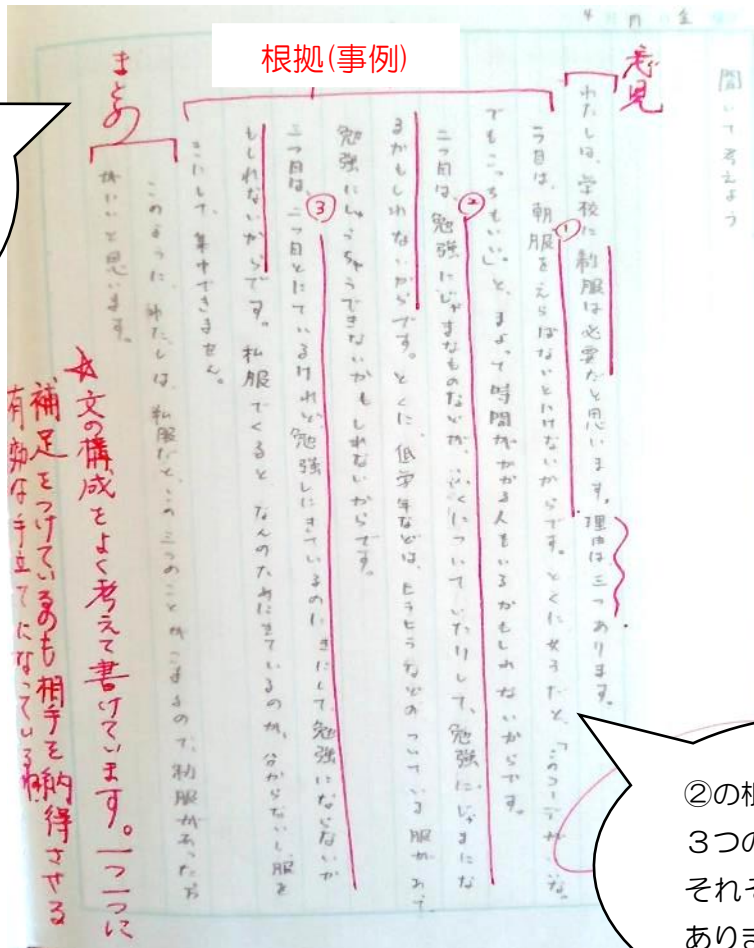 聞いて考えよう
意見
わたしは、学校に制服は必要だと思います。理由は三つあります。
一つ目は、朝服をえらばないといけないからです。とくに女子だと、「このコーデや
でもこっちもいい。」と、まよって時間がかかる人もいるかもしれないからです。
二つ目は、勉強にじゃまなものなどが、ふくについていたりして、勉強にじゃまにな
るかもしれないからです。とくに、低学年などは、ヒラヒラなどのついている服があって、
勉強にしゅうちゅうできないかもしれないからです。
三つ目は、二つ目とにているけれど、勉強しにきているのに きにして、勉強にならないか
もしれないからです。私服でくると なんのためにきているのか、分からないし、服を
きにして、集中できません。
このように、わたしは、私服だと、この三つのことがこまるので、制服があった方
がいいと思います。
①
②
③
根拠(事例)
まとめ
★文の構成をよく考えて書けています。一つ一つに
補足をつけているのも相手を納得させる
有効な手立てになっているね
②の根
３つの
それぞ
ありま